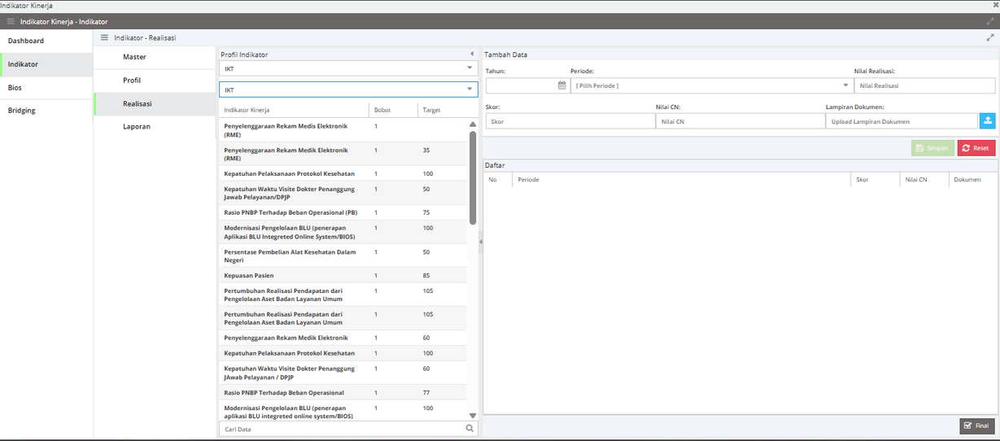 Indikator Kinerja
Indikator Kinerja - Indikator
Dashboard
Indikator
Bios
Bridging
Indikator - Realisasi
Master
Profil
Realisasi
Laporan
Profil Indikator
IKT
IKT
Indikator Kinerja Bobot Target
Penyelenggaraan Rekam Medis Elektronik 1
(RME)
Penyelenggaraan Rekam Medik Elektronik 1 35
(RME)
Kepatuhan Pelaksanaan Protokol Kesehatan 1 100
Kepatuhan Waktu Visite Dokter Penanggung 1 50
Jawab Pelayanan/DPJP
Rasio PNBP Terhadap Beban Operasional (PB) 1 75
Modernisasi Pengelolaan BLU (penerapan 1 100
Aplikasi BLU Integreted Online System/BIOS)
Persentase Pembelian Alat Kesehatan Dalam 1 50
Negeri
Kepuasan Pasien 1 85
Pertumbuhan Realisasi Pendapatan dari 1 105
Pengelolaan Aset Badan Layanan Umum
Pertumbuhan Realisasi Pendapatan dari 1 105
Pengelolaan Aset Badan Layanan Umum
Penyelenggaraan Rekam Medik Elektronik 1 60
Kepatuhan Pelaksanaan Protokol Kesehatan 1 100
Kepatuhan Waktu Visite Dokter Penanggung 1 60
JAwab Pelayanan / DPJP
Rasio PNBP Terhadap Beban Operasional 1 77
Modernisasi Pengelolaan BLU (penerapan 1 100
aplikasi BLU integreted online system/BIOS)
Cari Data
Tambah Data
Tahun: Periode: Nilai Realisasi:
[ Pilih Periode ] Nilai Realisasi
Skor: Nilai CN: Lampiran Dokumen:
Skor Nilai CN Upload Lampiran Dokumen
Simpan Reset
Daftar
No Periode Skor Nilai CN Dokumen
Final